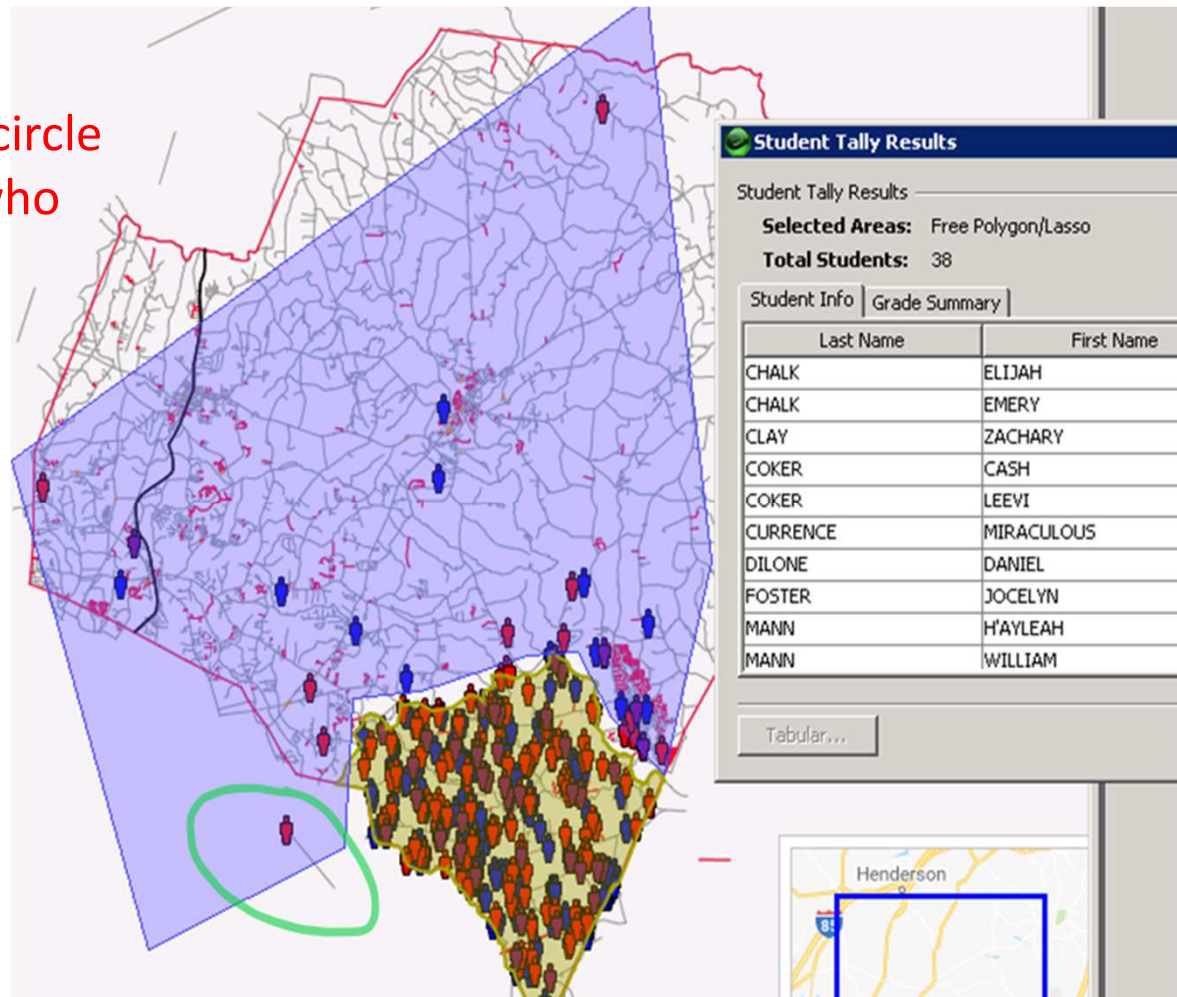 circle
who
Student Tally Results
Student Tally Results
Selected Areas: Free Polygon/Lasso
Total Students: 38
Student Info Grade Summary
Last Name First Name
CHALK ELIJAH
CHALK EMERY
CLAY ZACHARY
COKER CASH
COKER LEEVI
CURRENCE MIRACULOUS
DILONE DANIEL
FOSTER JOCELYN
MANN H'AYLEAH
MANN WILLIAM
Tabular...
Henderson
85